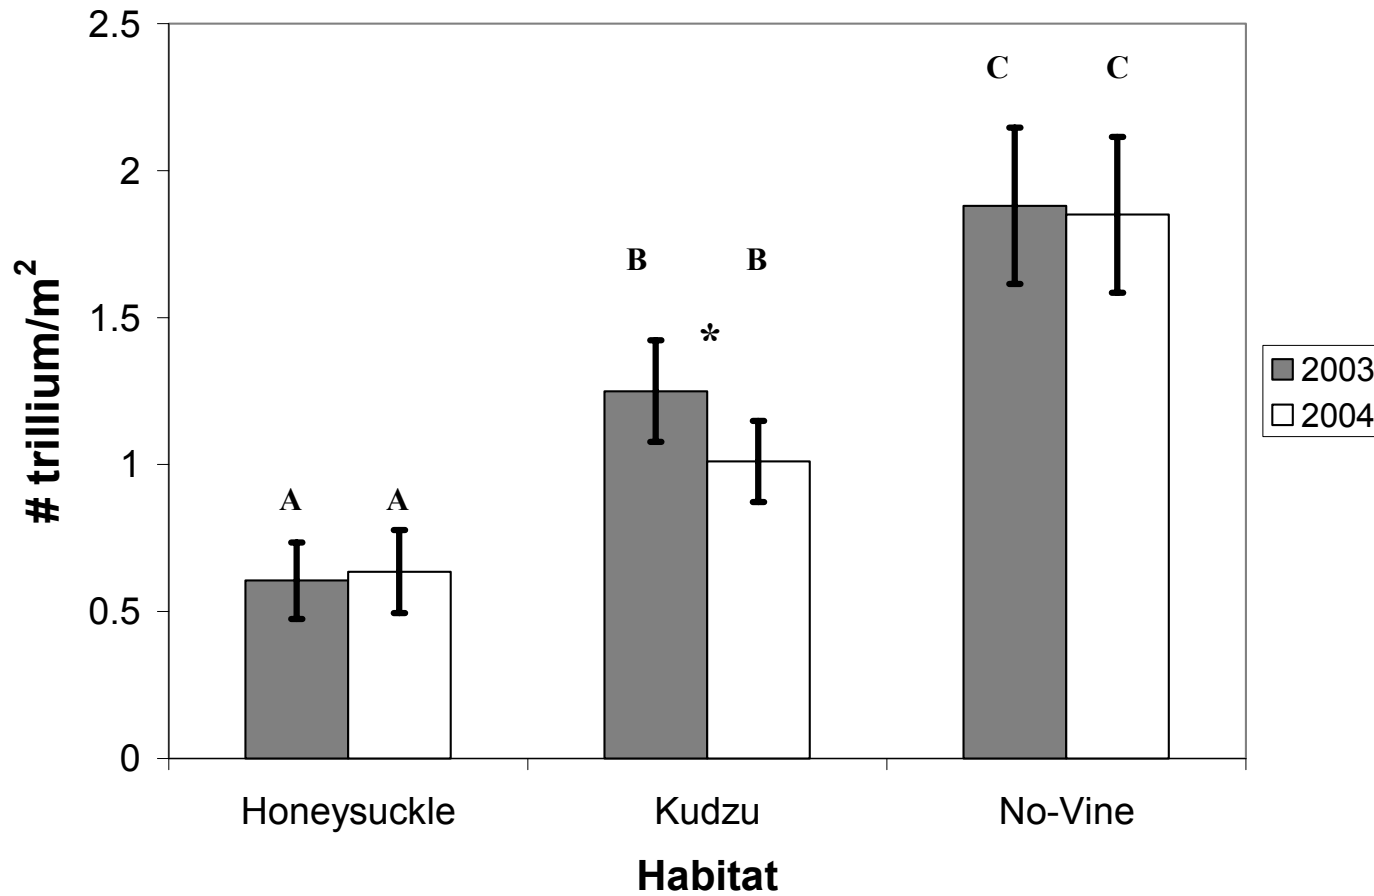 2.5
2
1.5
1
0.5
0
# trillium/m²
A
A
B
*
B
C
C
Honeysuckle
Kudzu
No-Vine
Habitat
2003
2004